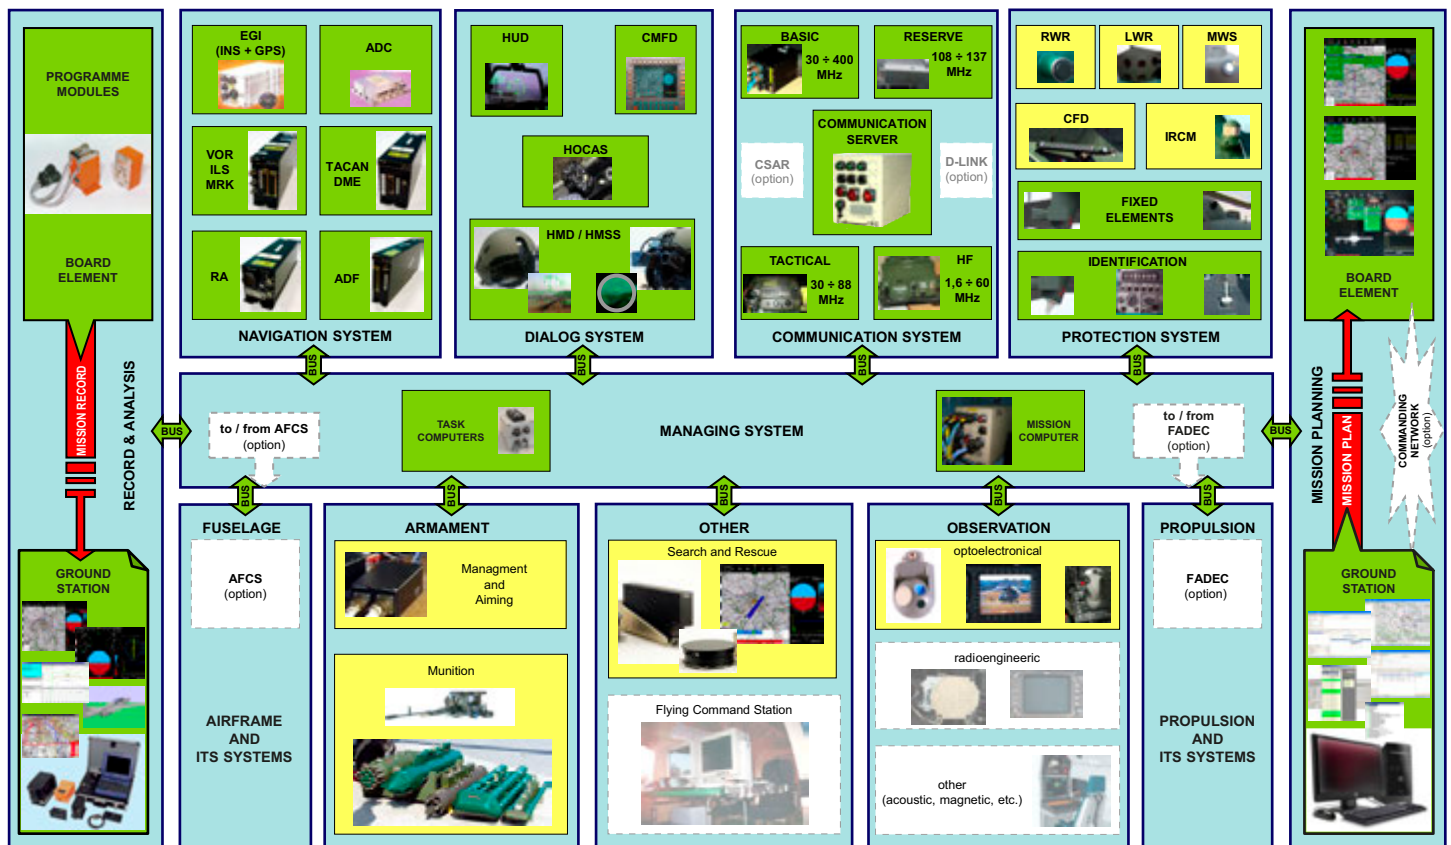 PROGRAMME
MODULES
BOARD
ELEMENT
MISSION RECORD
RECORD & ANALYSIS
GROUND
STATION
EGI
(INS + GPS)
ADC
VOR
ILS
MRK
TACAN
DME
RA
ADF
NAVIGATION SYSTEM
HUD
CMFD
HOCAS
HMD / HMSS
DIALOG SYSTEM
BASIC
30 ÷ 400
MHz
RESERVE
108 ÷ 137
MHz
COMMUNICATION
SERVER
CSAR
(option)
D-LINK
(option)
TACTICAL
30 ÷ 88
MHz
HF
1,6 ÷ 60
MHz
COMMUNICATION SYSTEM
RWR
LWR
MWS
CFD
IRCM
FIXED
ELEMENTS
IDENTIFICATION
PROTECTION SYSTEM
BUS
BUS
BUS
BUS
BUS
to / from AFCS
(option)
TASK
COMPUTERS
MANAGING SYSTEM
MISSION
COMPUTER
to / from
FADEC
(option)
BUS
BUS
BUS
BUS
BUS
BUS
FUSELAGE
AFCS
(option)
AIRFRAME
AND
ITS SYSTEMS
ARMAMENT
Managment
and
Aiming
Munition
OTHER
Search and Rescue
Flying Command Station
OBSERVATION
optoelectronical
radioengineeric
other
(acoustic, magnetic, etc.)
PROPULSION
FADEC
(option)
PROPULSION
AND
ITS SYSTEMS
BOARD
ELEMENT
MISSION PLANNING
MISSION PLAN
COMMANDING
NETWORK
(option)
GROUND
STATION